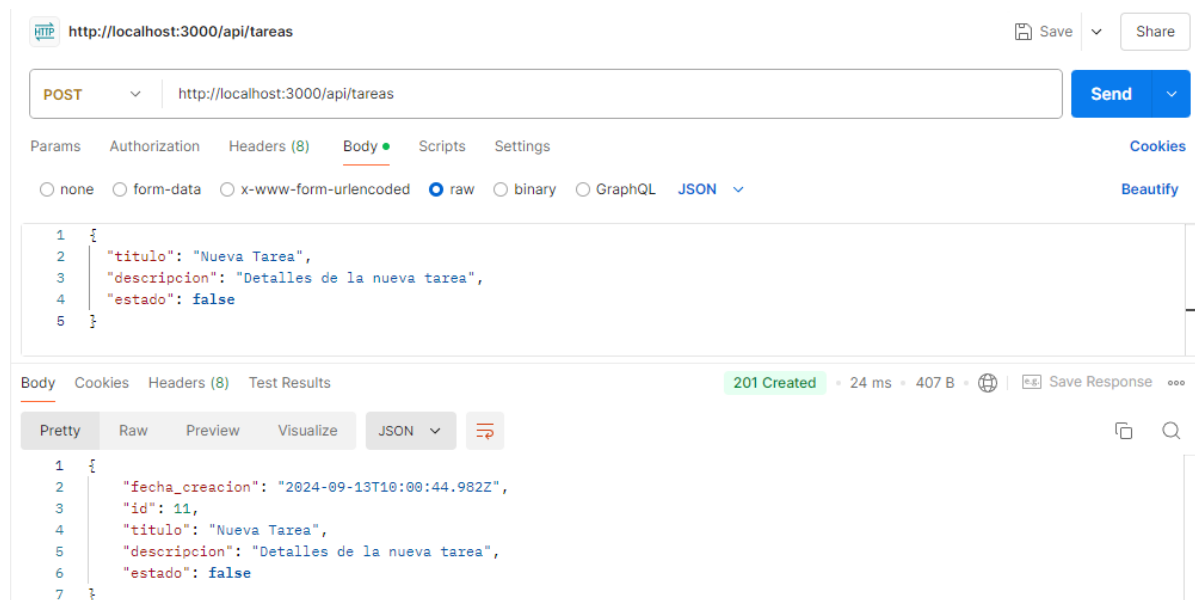 HTTP http://localhost:3000/api/tareas Save Share
POST http://localhost:3000/api/tareas Send
Params Authorization Headers (8) Body Scripts Settings Cookies
none form-data x-www-form-urlencoded raw binary GraphQL JSON Beautify
1 {
2 "titulo": "Nueva Tarea",
3 "descripcion": "Detalles de la nueva tarea",
4 "estado": false
5 }
Body Cookies Headers (8) Test Results 201 Created 24 ms 407 B e.g. Save Response
Pretty Raw Preview Visualize JSON
1 {
2 "fecha_creacion": "2024-09-13T10:00:44.982Z",
3 "id": 11,
4 "titulo": "Nueva Tarea",
5 "descripcion": "Detalles de la nueva tarea",
6 "estado": false
7 }